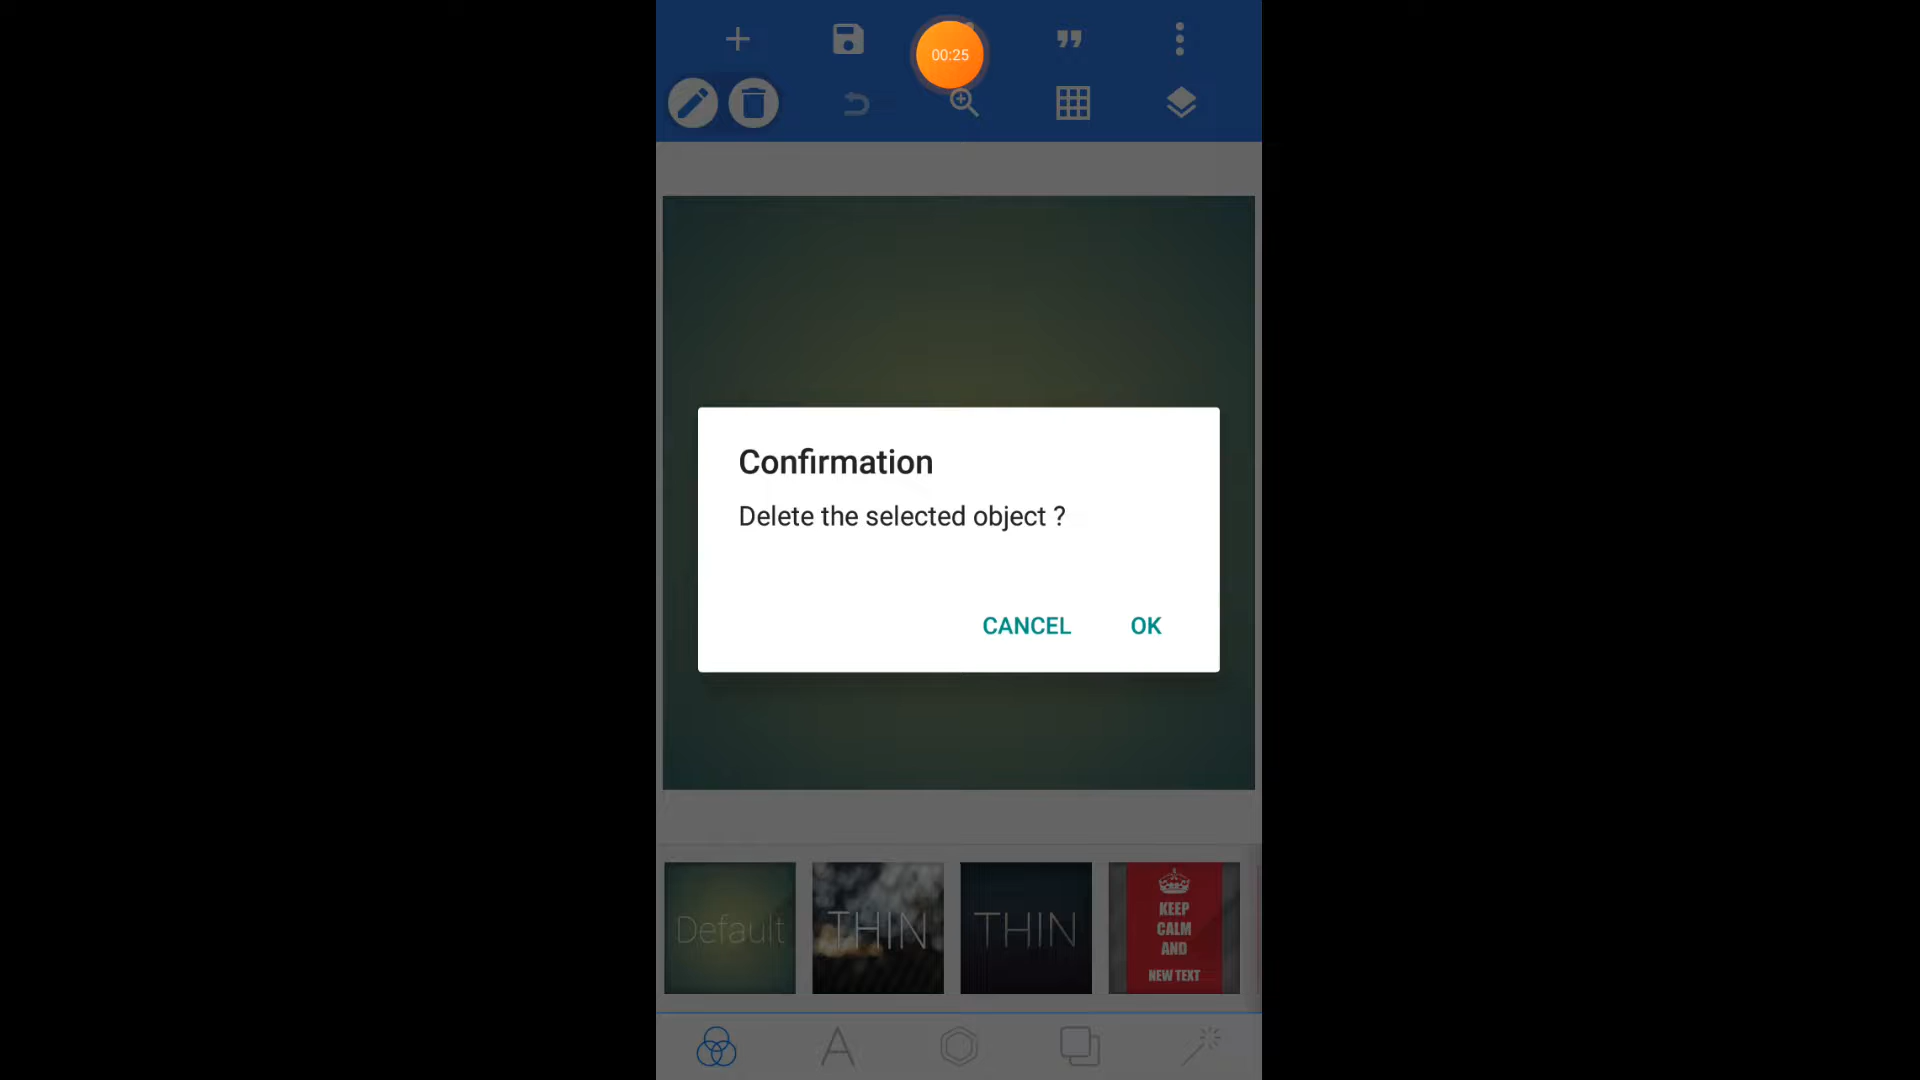 00:25
Confirmation
Delete the selected object ?
CANCEL OK
Default
THIN
THIN
KEEP
CALM
AND
NEW TEXT